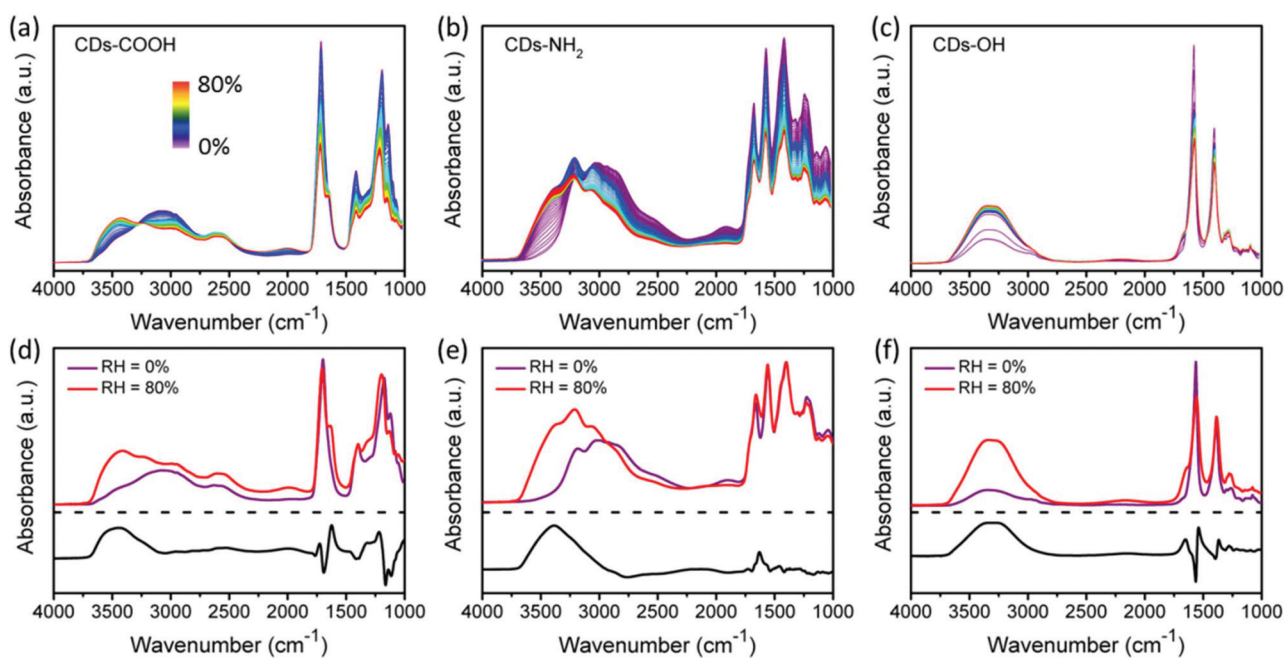 (a)
CDs-COOH
80%
0%
Absorbance (a.u.)
4000 3500 3000 2500 2000 1500 1000
Wavenumber (cm⁻¹)
(b)
CDs-NH₂
Absorbance (a.u.)
4000 3500 3000 2500 2000 1500 1000
Wavenumber (cm⁻¹)
(c)
CDs-OH
Absorbance (a.u.)
4000 3500 3000 2500 2000 1500 1000
Wavenumber (cm⁻¹)
(d)
RH = 0%
RH = 80%
Absorbance (a.u.)
4000 3500 3000 2500 2000 1500 1000
Wavenumber (cm⁻¹)
(e)
RH = 0%
RH = 80%
Absorbance (a.u.)
4000 3500 3000 2500 2000 1500 1000
Wavenumber (cm⁻¹)
(f)
RH = 0%
RH = 80%
Absorbance (a.u.)
4000 3500 3000 2500 2000 1500 1000
Wavenumber (cm⁻¹)